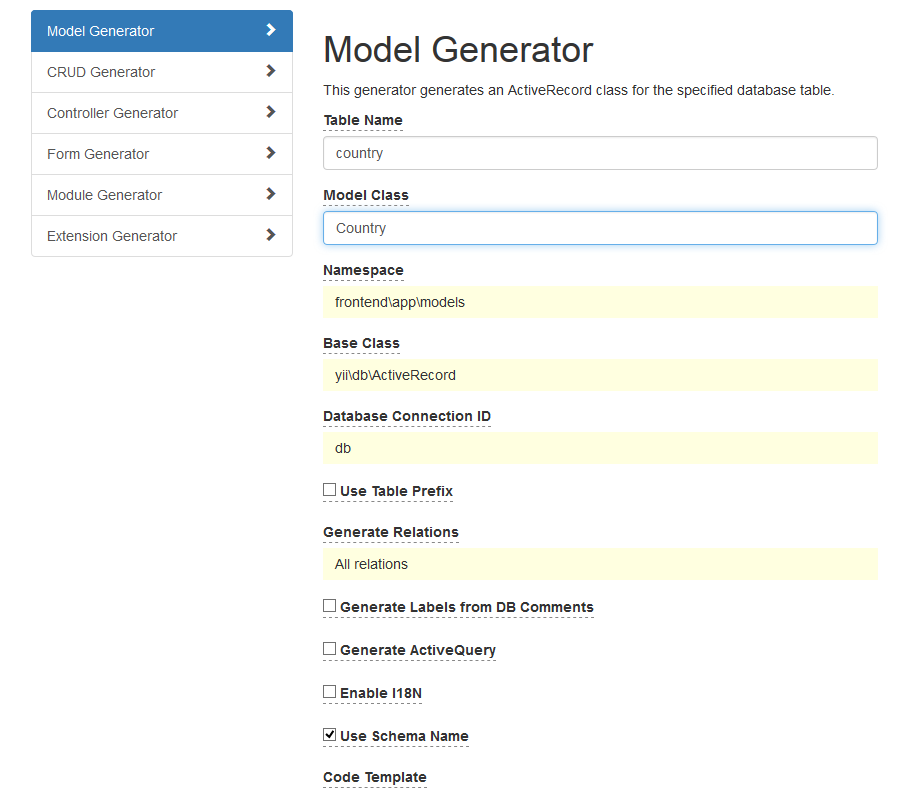 Model Generator
CRUD Generator
Controller Generator
Form Generator
Module Generator
Extension Generator
Model Generator
This generator generates an ActiveRecord class for the specified database table.
Table Name
country
Model Class
Country
Namespace
frontend\app\models
Base Class
yii\db\ActiveRecord
Database Connection ID
db
Use Table Prefix
Generate Relations
All relations
Generate Labels from DB Comments
Generate ActiveQuery
Enable I18N
Use Schema Name
Code Template